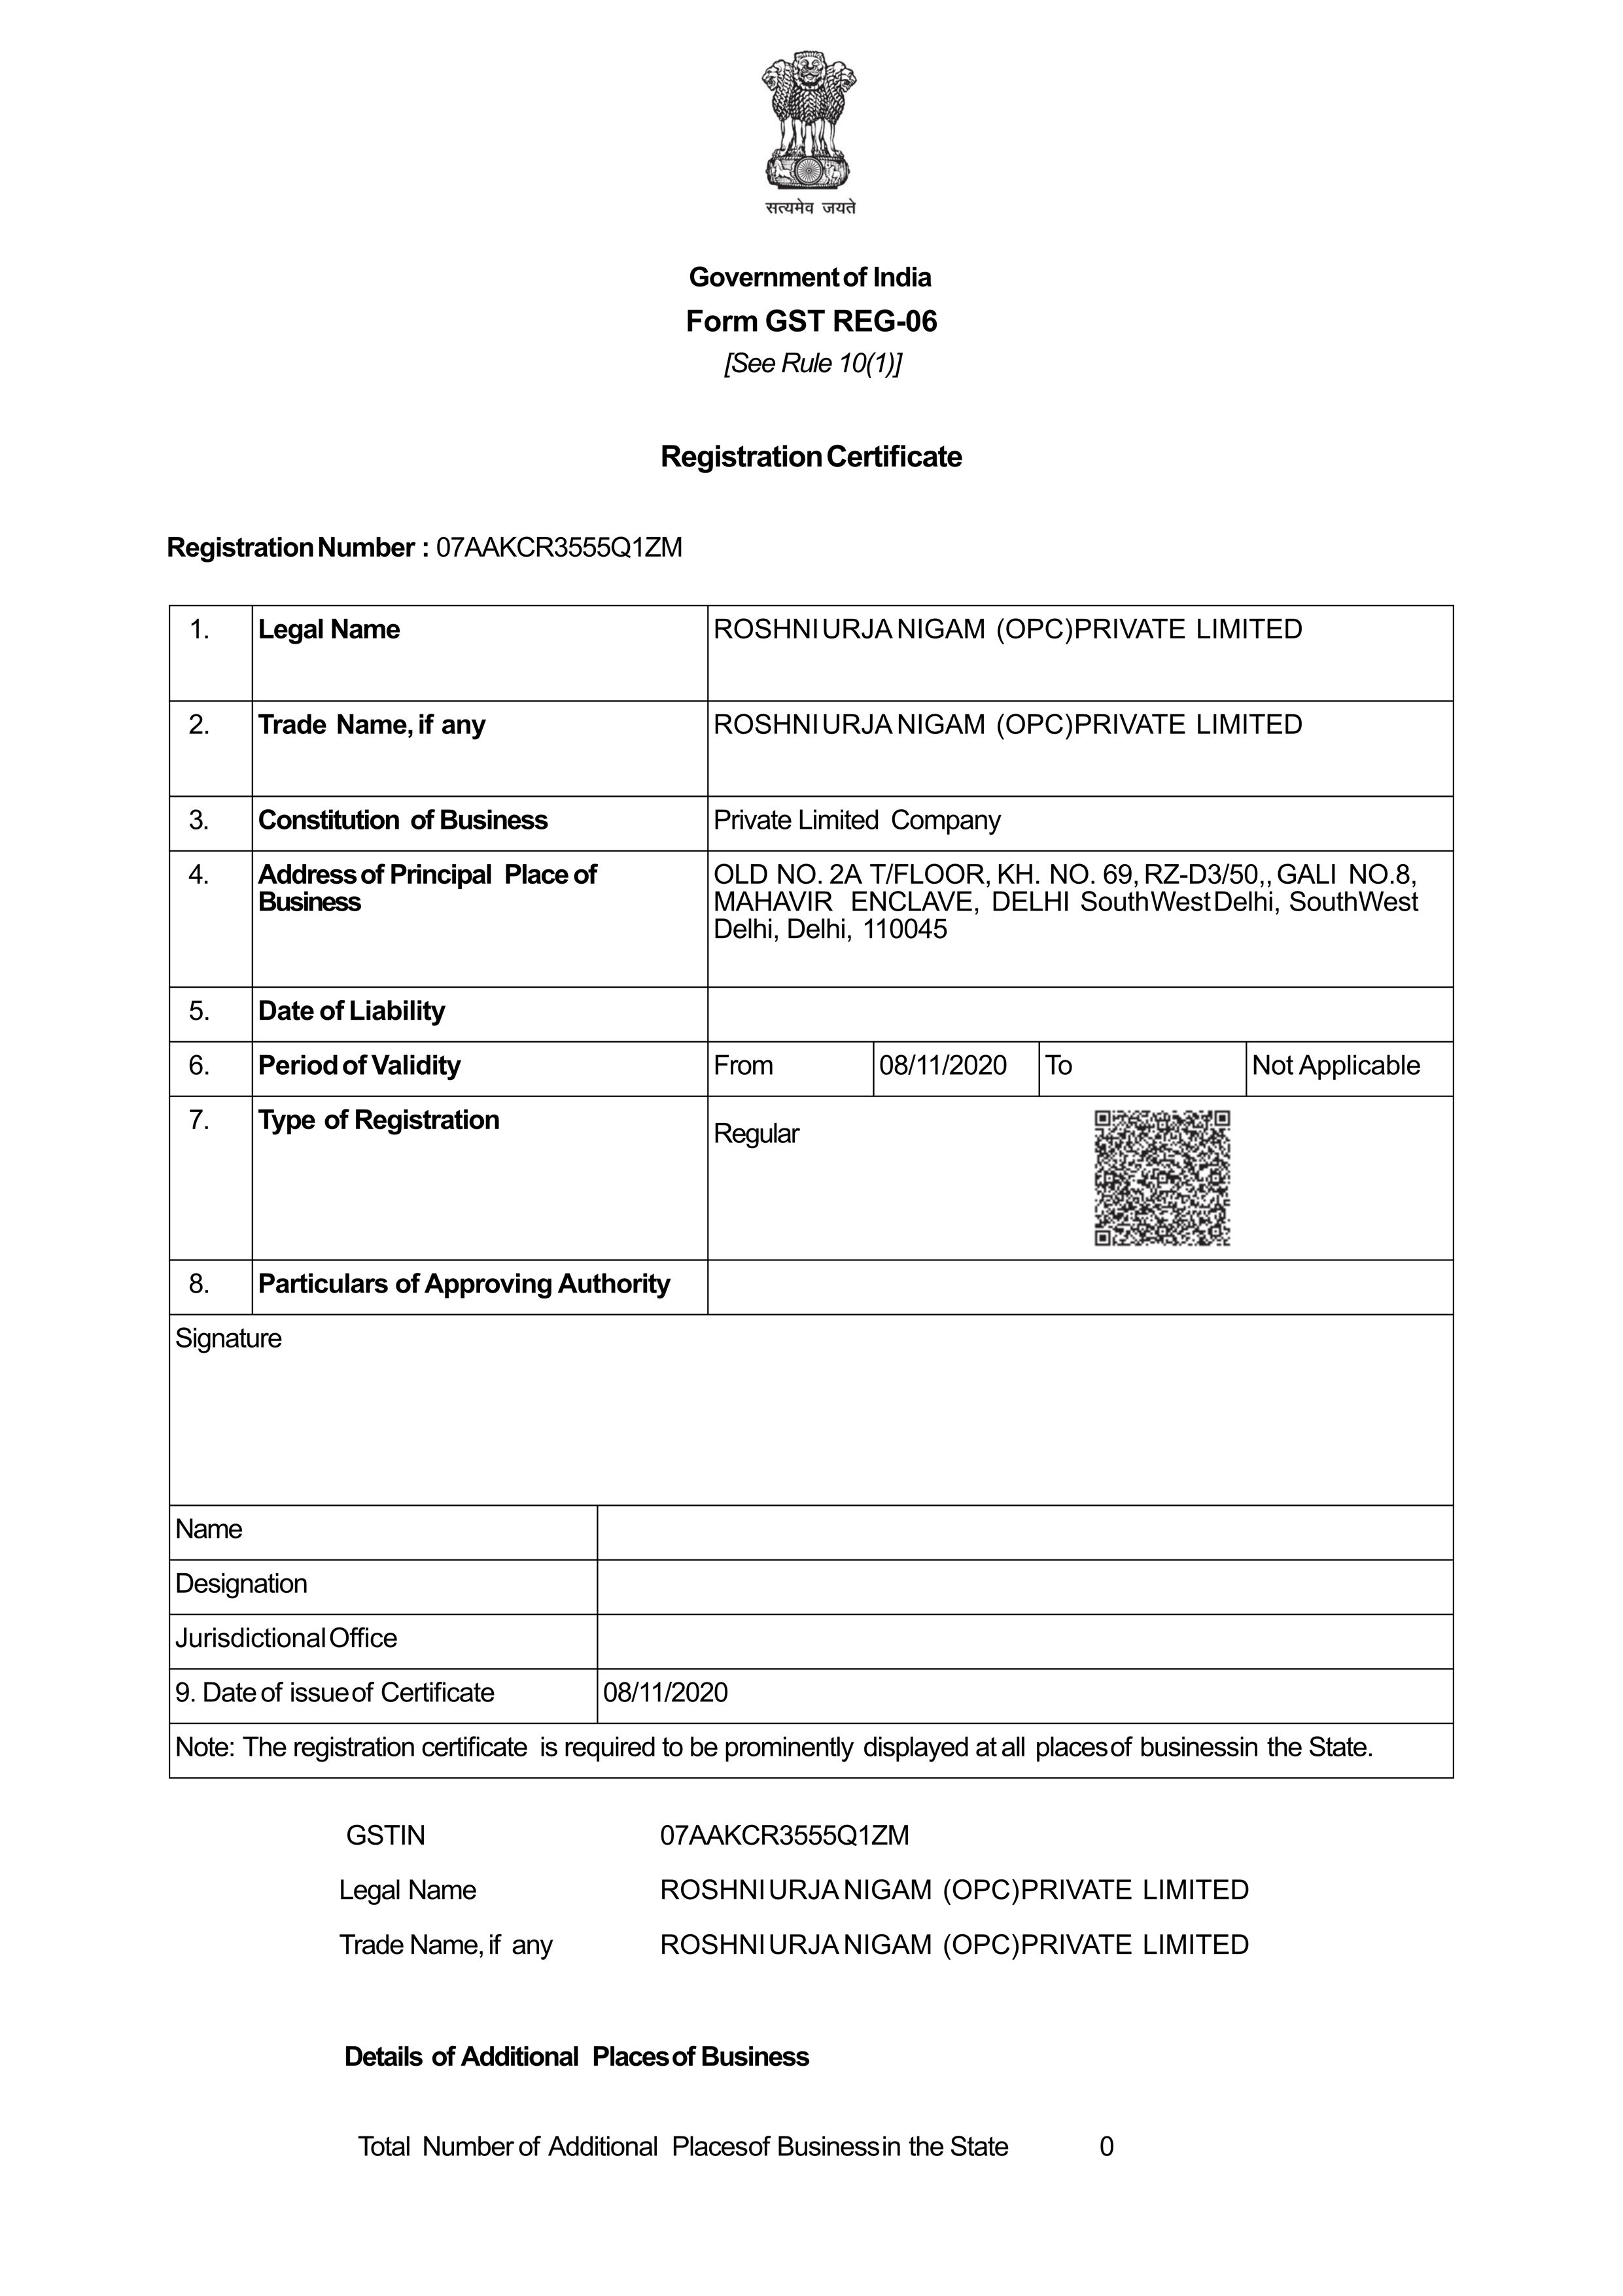 सत्यमेव जयते
Government of India
Form GST REG-06
[See Rule 10(1)]
Registration Certificate
Registration Number : 07AAKCR3555Q1ZM
1. Legal Name ROSHNI URJA NIGAM (OPC)PRIVATE LIMITED
2. Trade Name, if any ROSHNI URJA NIGAM (OPC)PRIVATE LIMITED
3. Constitution of Business Private Limited Company
4. Address of Principal Place of OLD NO. 2A T/FLOOR, KH. NO. 69, RZ-D3/50,, GALI NO.8,
Business MAHAVIR ENCLAVE, DELHI South West Delhi, South West
Delhi, Delhi, 110045
5. Date of Liability
6. Period of Validity From 08/11/2020 To Not Applicable
7. Type of Registration Regular
8. Particulars of Approving Authority
Signature
Name
Designation
Jurisdictional Office
9. Date of issue of Certificate 08/11/2020
Note: The registration certificate is required to be prominently displayed at all places of businessin the State.
GSTIN 07AAKCR3555Q1ZM
Legal Name ROSHNI URJA NIGAM (OPC)PRIVATE LIMITED
Trade Name, if any ROSHNI URJA NIGAM (OPC)PRIVATE LIMITED
Details of Additional Places of Business
Total Number of Additional Places of Business in the State 0